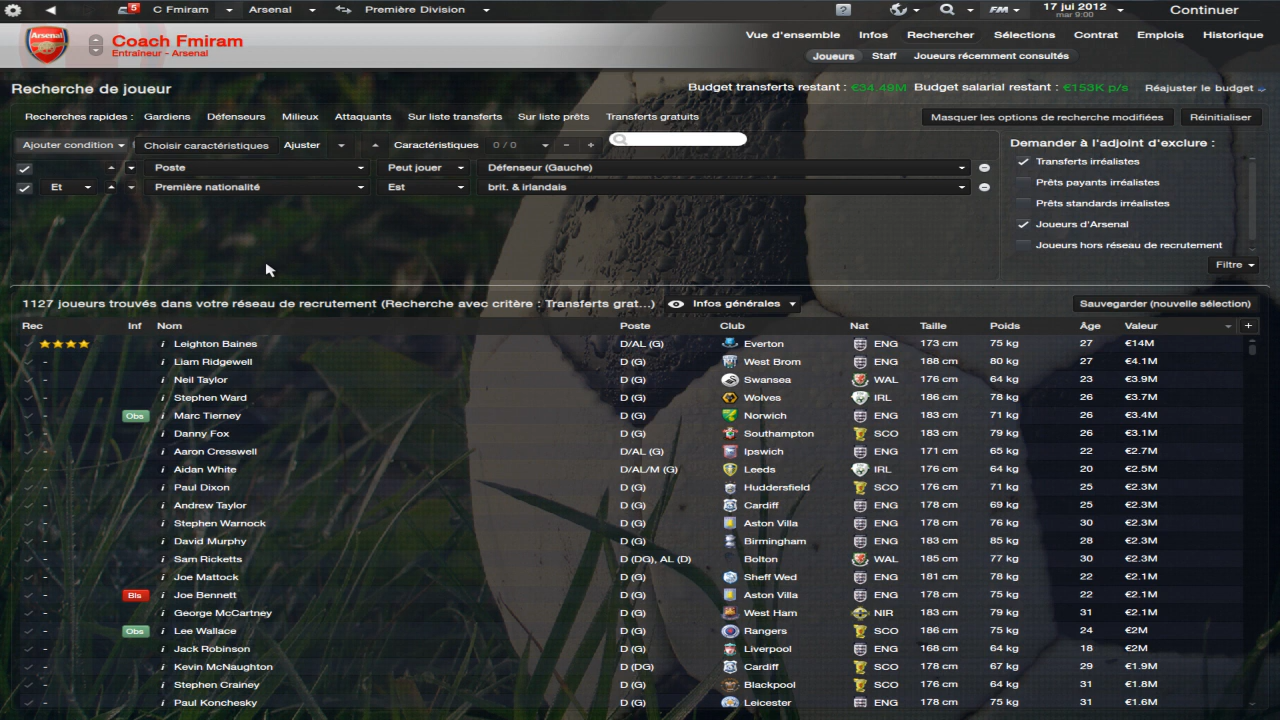 5 C Fmiram Arsenal Première Division ? FM 17 jui 2012 mar 9:00 Continuer
Arsenal Coach Fmiram
Entraîneur - Arsenal
Vue d'ensemble Infos Rechercher Sélections Contrat Emplois Historique
Joueurs Staff Joueurs récemment consultés
Recherche de joueur
Budget transferts restant : €34.49M Budget salarial restant : €153K p/s Réajuster le budget
Recherches rapides : Gardiens Défenseurs Milieux Attaquants Sur liste transferts Sur liste prêts Transferts gratuits
Masquer les options de recherche modifiées Réinitialiser
Ajouter condition Choisir caractéristiques Ajuster Caractéristiques 0 / 0 - +
Poste Peut jouer Défenseur (Gauche)
Et Première nationalité Est brit. & irlandais
Demander à l'adjoint d'exclure :
Transferts irréalistes
Prêts payants irréalistes
Prêts standards irréalistes
Joueurs d'Arsenal
Joueurs hors réseau de recrutement
Filtre
1127 joueurs trouvés dans votre réseau de recrutement (Recherche avec critère : Transferts grat...) Infos générales Sauvegarder (nouvelle sélection)
Rec Inf Nom Poste Club Nat Taille Poids Âge Valeur +
i Leighton Baines D/AL (G) Everton ENG 173 cm 75 kg 27 €14M
- i Liam Ridgewell D (G) West Brom ENG 188 cm 80 kg 27 €4.1M
- i Neil Taylor D (G) Swansea WAL 176 cm 64 kg 23 €3.9M
- i Stephen Ward D (G) Wolves IRL 186 cm 78 kg 26 €3.7M
- Obs i Marc Tierney D (G) Norwich ENG 183 cm 71 kg 26 €3.4M
- i Danny Fox D (G) Southampton SCO 183 cm 79 kg 26 €3.1M
- i Aaron Cresswell D/AL (G) Ipswich ENG 171 cm 65 kg 22 €2.7M
- i Aidan White D/AL/M (G) Leeds IRL 176 cm 64 kg 20 €2.5M
- i Paul Dixon D (G) Huddersfield SCO 176 cm 71 kg 25 €2.3M
- i Andrew Taylor D (G) Cardiff ENG 178 cm 69 kg 25 €2.3M
- i Stephen Warnock D (G) Aston Villa ENG 178 cm 76 kg 30 €2.3M
- i David Murphy D (G) Birmingham ENG 183 cm 85 kg 28 €2.3M
- i Sam Ricketts D (DG), AL (D) Bolton WAL 185 cm 77 kg 30 €2.3M
- i Joe Mattock D (G) Sheff Wed ENG 181 cm 78 kg 22 €2.1M
- Bls i Joe Bennett D (G) Aston Villa ENG 178 cm 75 kg 22 €2.1M
- i George McCartney D (G) West Ham NIR 183 cm 79 kg 31 €2.1M
- Obs i Lee Wallace D (G) Rangers SCO 186 cm 75 kg 24 €2M
- i Jack Robinson D (G) Liverpool ENG 168 cm 64 kg 18 €2M
- i Kevin McNaughton D (DG) Cardiff SCO 178 cm 67 kg 29 €1.9M
- i Stephen Crainey D (G) Blackpool SCO 176 cm 64 kg 31 €1.8M
- i Paul Konchesky D (G) Leicester ENG 178 cm 75 kg 31 €1.6M